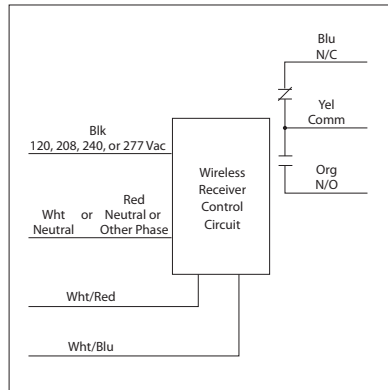 Blu
N/C
Yel
Comm
Org
N/O
Blk
120, 208, 240, or 277 Vac
Wireless
Receiver
Control
Circuit
Red
Wht or Neutral or
Neutral Other Phase
Wht/Red
Wht/Blu